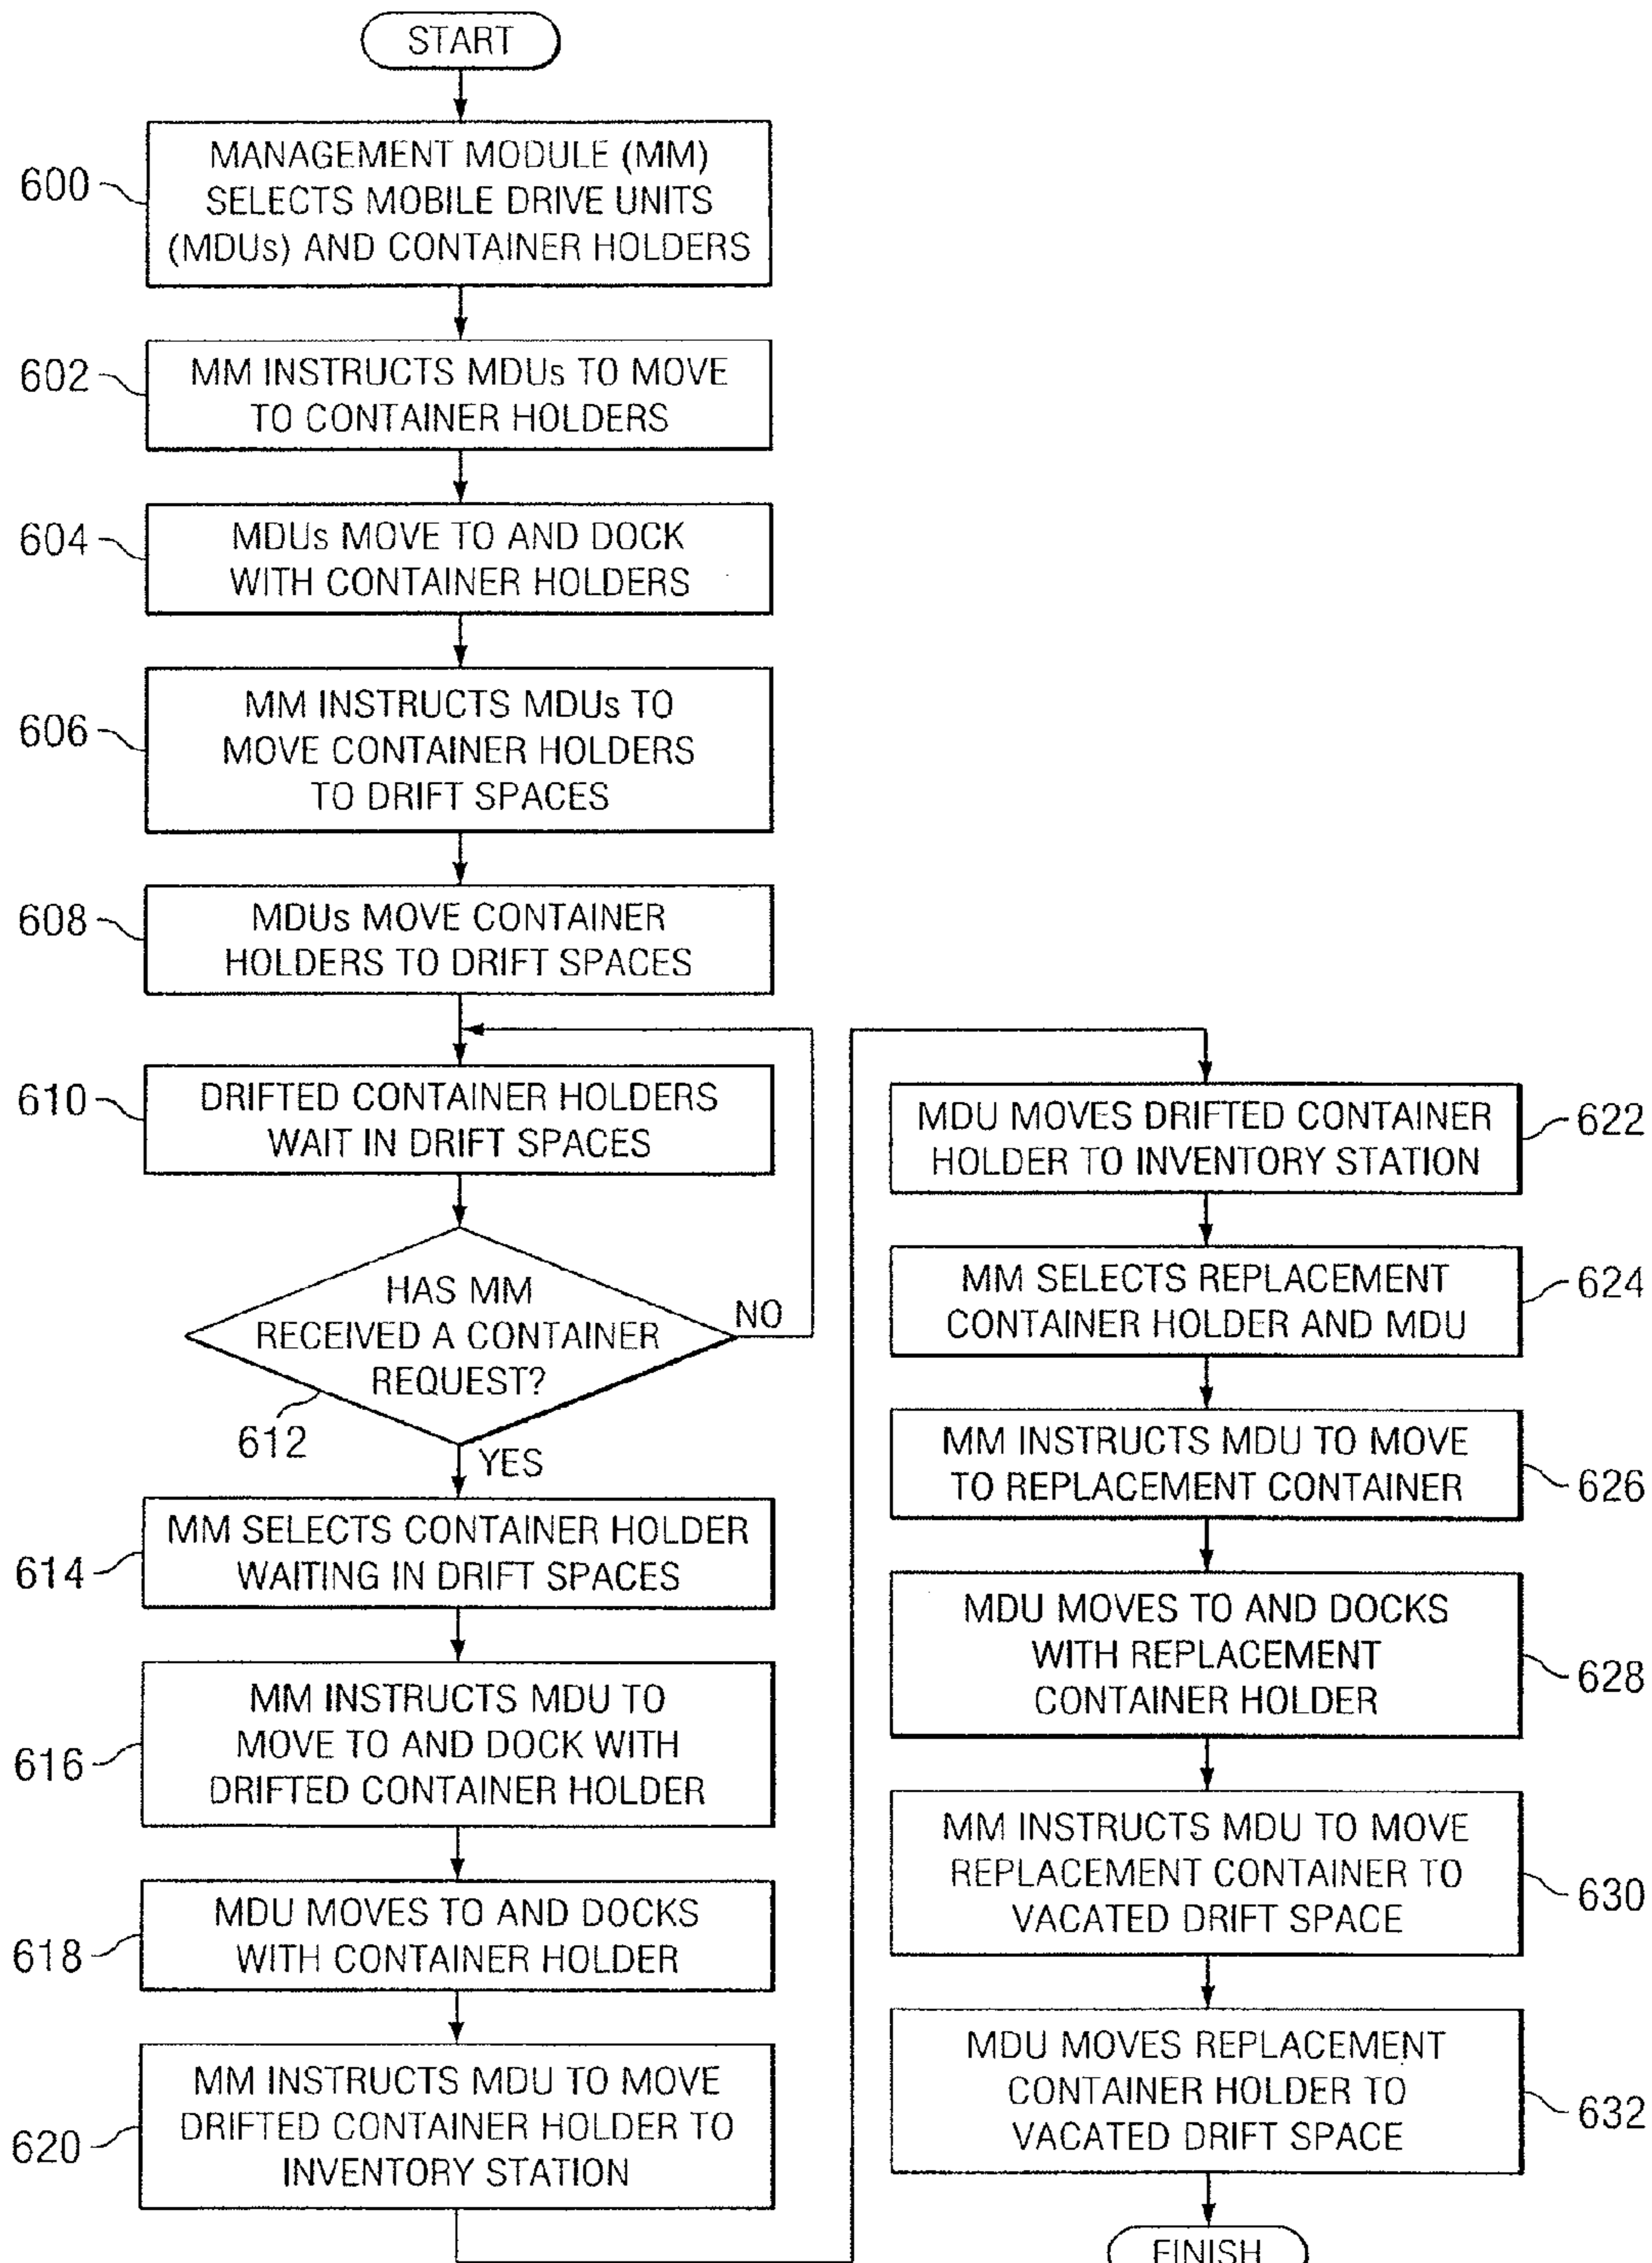 START
600
MANAGEMENT MODULE (MM)
SELECTS MOBILE DRIVE UNITS
(MDUs) AND CONTAINER HOLDERS
602
MM INSTRUCTS MDUs TO MOVE
TO CONTAINER HOLDERS
604
MDUs MOVE TO AND DOCK
WITH CONTAINER HOLDERS
606
MM INSTRUCTS MDUs TO
MOVE CONTAINER HOLDERS
TO DRIFT SPACES
608
MDUs MOVE CONTAINER
HOLDERS TO DRIFT SPACES
610
DRIFTED CONTAINER HOLDERS
WAIT IN DRIFT SPACES
HAS MM
RECEIVED A CONTAINER
REQUEST?
NO
612
YES
614
MM SELECTS CONTAINER HOLDER
WAITING IN DRIFT SPACES
616
MM INSTRUCTS MDU TO
MOVE TO AND DOCK WITH
DRIFTED CONTAINER HOLDER
618
MDU MOVES TO AND DOCKS
WITH CONTAINER HOLDER
620
MM INSTRUCTS MDU TO MOVE
DRIFTED CONTAINER HOLDER TO
INVENTORY STATION
MDU MOVES DRIFTED CONTAINER
HOLDER TO INVENTORY STATION
622
MM SELECTS REPLACEMENT
CONTAINER HOLDER AND MDU
624
MM INSTRUCTS MDU TO MOVE
TO REPLACEMENT CONTAINER
626
MDU MOVES TO AND DOCKS
WITH REPLACEMENT
CONTAINER HOLDER
628
MM INSTRUCTS MDU TO MOVE
REPLACEMENT CONTAINER TO
VACATED DRIFT SPACE
630
MDU MOVES REPLACEMENT
CONTAINER HOLDER TO
VACATED DRIFT SPACE
632
FINISH